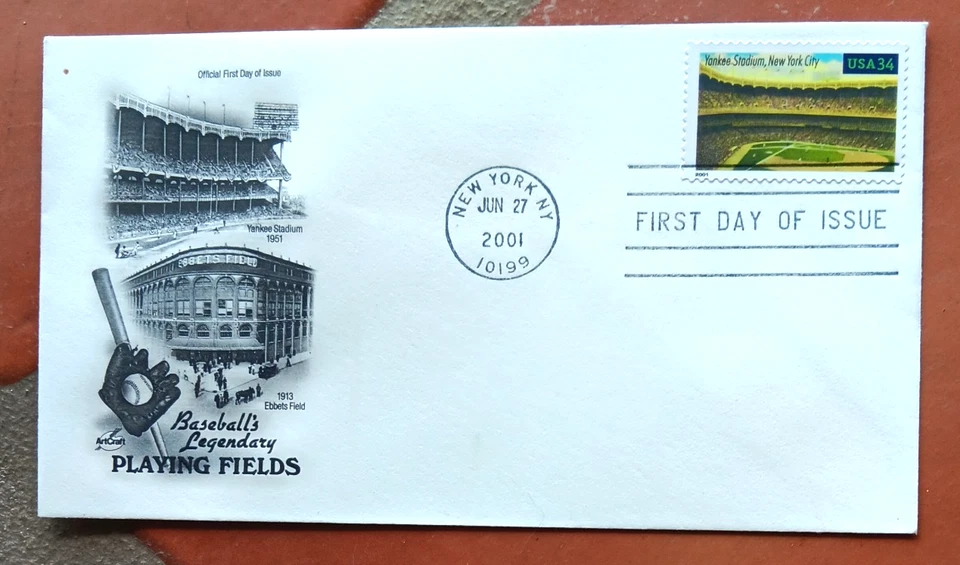 Official First Day of Issue
Yankee Stadium
1951
EBBETS FIELD
1913
Ebbets Field
Baseball's
Legendary
PLAYING FIELDS
ArtCraft
NEW YORK NY
JUN 27
2001
10199
Yankee Stadium, New York City
USA34
2001
FIRST DAY OF ISSUE